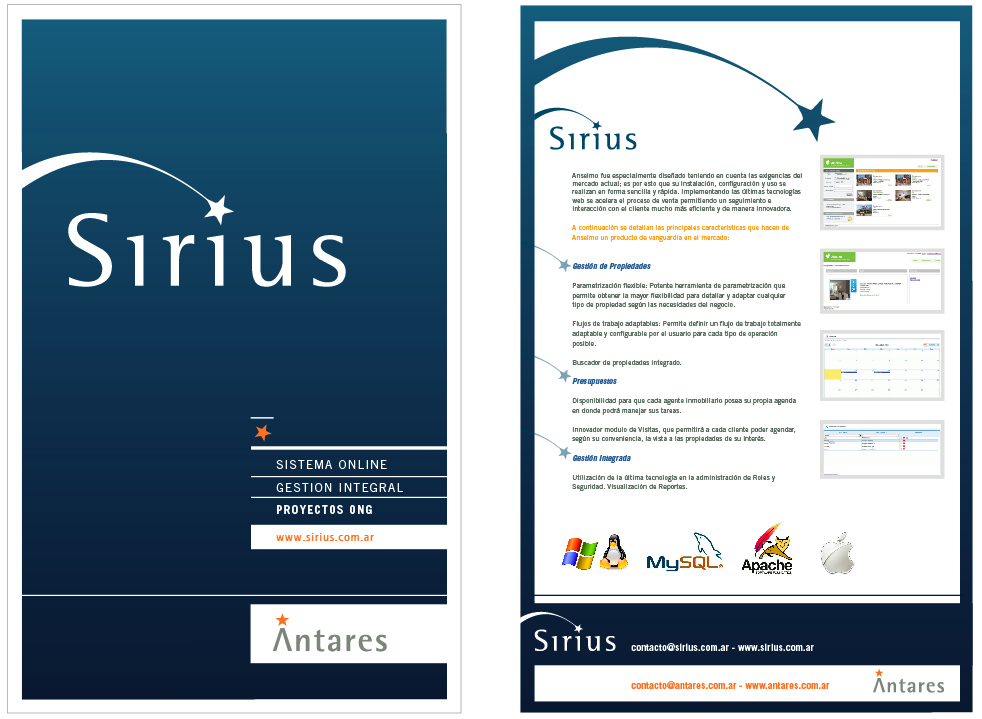 Sirius
SISTEMA ONLINE
GESTION INTEGRAL
PROYECTOS ONG
www.sirius.com.ar
Antares
Sirius
Anselmo fue especialmente diseñado teniendo en cuenta las exigencias del
mercado actual; es por esto que su instalación, configuración y uso se
realizan en forma sencilla y rápida. Implementando las últimas tecnologías
web se acelera el proceso de venta permitiendo un seguimiento e
interacción con el cliente mucho más eficiente y de manera innovadora.
A continuación se detallan las principales características que hacen de
Anselmo un producto de vanguardia en el mercado:
Gestión de Propiedades
Parametrización flexible: Potente herramienta de parametrización que
permite obtener la mayor flexibilidad para detallar y adaptar cualquier
tipo de propiedad según las necesidades del negocio.
Flujos de trabajo adaptables: Permite definir un flujo de trabajo totalmente
adaptable y configurable por el usuario para cada tipo de operación
posible.
Buscador de propiedades integrado.
Presupuestos
Disponibilidad para que cada agente inmobiliario posea su propia agenda
en donde podrá manejar sus tareas.
Innovador modulo de Visitas, que permitirá a cada cliente poder agendar,
según su conveniencia, la vista a las propiedades de su interés.
Gestión Integrada
Utilización de la última tecnología en la administración de Roles y
Seguridad. Visualización de Reportes.
MySQL
Apache
Sirius
contacto@sirius.com.ar - www.sirius.com.ar
contacto@antares.com.ar - www.antares.com.ar
Antares